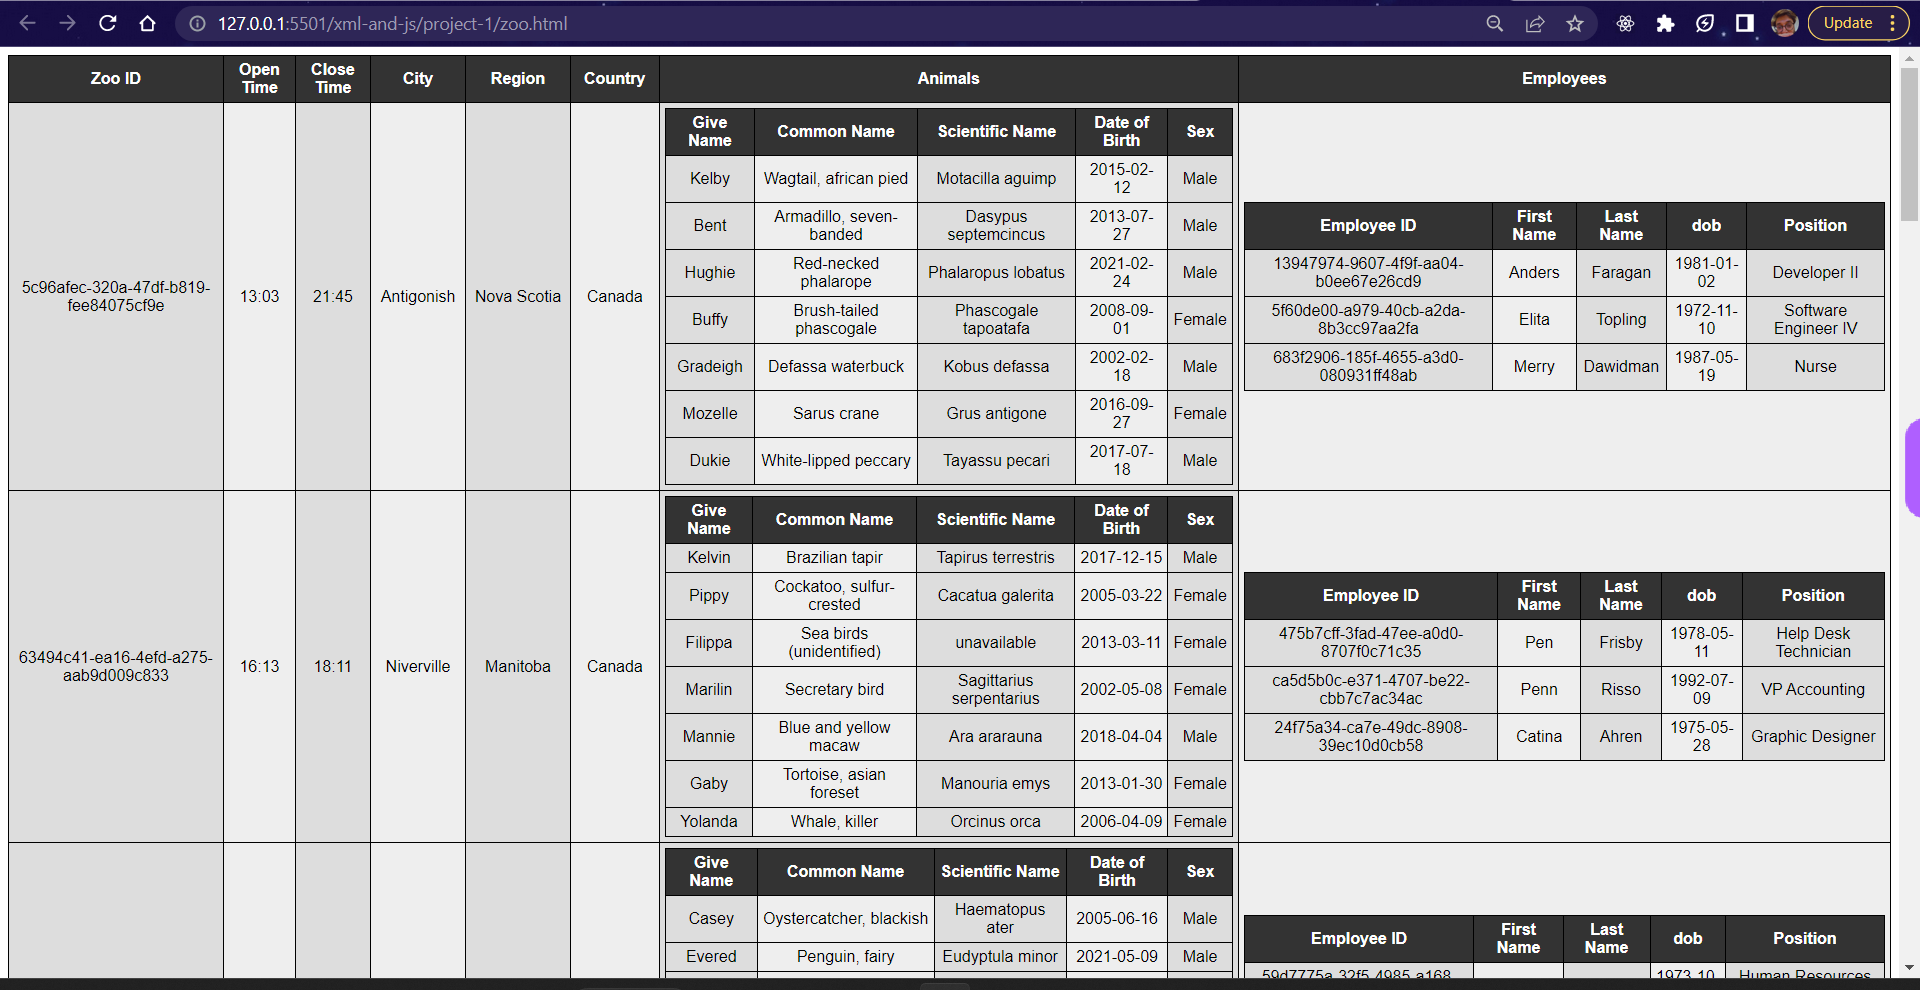 127.0.0.1:5501/xml-and-js/project-1/zoo.html
Update
Zoo ID
Open
Time
Close
Time
City
Region
Country
Animals
Employees
5c96afec-320a-47df-b819-
fee84075cf9e
13:03
21:45
Antigonish
Nova Scotia
Canada
Give
Name
Common Name
Scientific Name
Date of
Birth
Sex
Kelby
Wagtail, african pied
Motacilla aguimp
2015-02-
12
Male
Bent
Armadillo, seven-
banded
Dasypus
septemcincus
2013-07-
27
Male
Hughie
Red-necked
phalarope
Phalaropus lobatus
2021-02-
24
Male
Buffy
Brush-tailed
phascogale
Phascogale
tapoatafa
2008-09-
01
Female
Gradeigh
Defassa waterbuck
Kobus defassa
2002-02-
18
Male
Mozelle
Sarus crane
Grus antigone
2016-09-
27
Female
Dukie
White-lipped peccary
Tayassu pecari
2017-07-
18
Male
Employee ID
First
Name
Last
Name
dob
Position
13947974-9607-4f9f-aa04-
b0ee67e26cd9
Anders
Faragan
1981-01-
02
Developer II
5f60de00-a979-40cb-a2da-
8b3cc97aa2fa
Elita
Topling
1972-11-
10
Software
Engineer IV
683f2906-185f-4655-a3d0-
080931ff48ab
Merry
Dawidman
1987-05-
19
Nurse
63494c41-ea16-4efd-a275-
aab9d009c833
16:13
18:11
Niverville
Manitoba
Canada
Give
Name
Common Name
Scientific Name
Date of
Birth
Sex
Kelvin
Brazilian tapir
Tapirus terrestris
2017-12-15
Male
Pippy
Cockatoo, sulfur-
crested
Cacatua galerita
2005-03-22
Female
Filippa
Sea birds
(unidentified)
unavailable
2013-03-11
Female
Marilin
Secretary bird
Sagittarius
serpentarius
2002-05-08
Female
Mannie
Blue and yellow
macaw
Ara ararauna
2018-04-04
Male
Gaby
Tortoise, asian
foreset
Manouria emys
2013-01-30
Female
Yolanda
Whale, killer
Orcinus orca
2006-04-09
Female
Employee ID
First
Name
Last
Name
dob
Position
475b7cff-3fad-47ee-a0d0-
8707f0c71c35
Pen
Frisby
1978-05-
11
Help Desk
Technician
ca5d5b0c-e371-4707-be22-
cbb7c7ac34ac
Penn
Risso
1992-07-
09
VP Accounting
24f75a34-ca7e-49dc-8908-
39ec10d0cb58
Catina
Ahren
1975-05-
28
Graphic Designer
Give
Name
Common Name
Scientific Name
Date of
Birth
Sex
Casey
Oystercatcher, blackish
Haematopus
ater
2005-06-16
Male
Evered
Penguin, fairy
Eudyptula minor
2021-05-09
Male
Employee ID
First
Name
Last
Name
dob
Position
59d7775a-32f5-4985-a168-
1973-10-
Human Resources